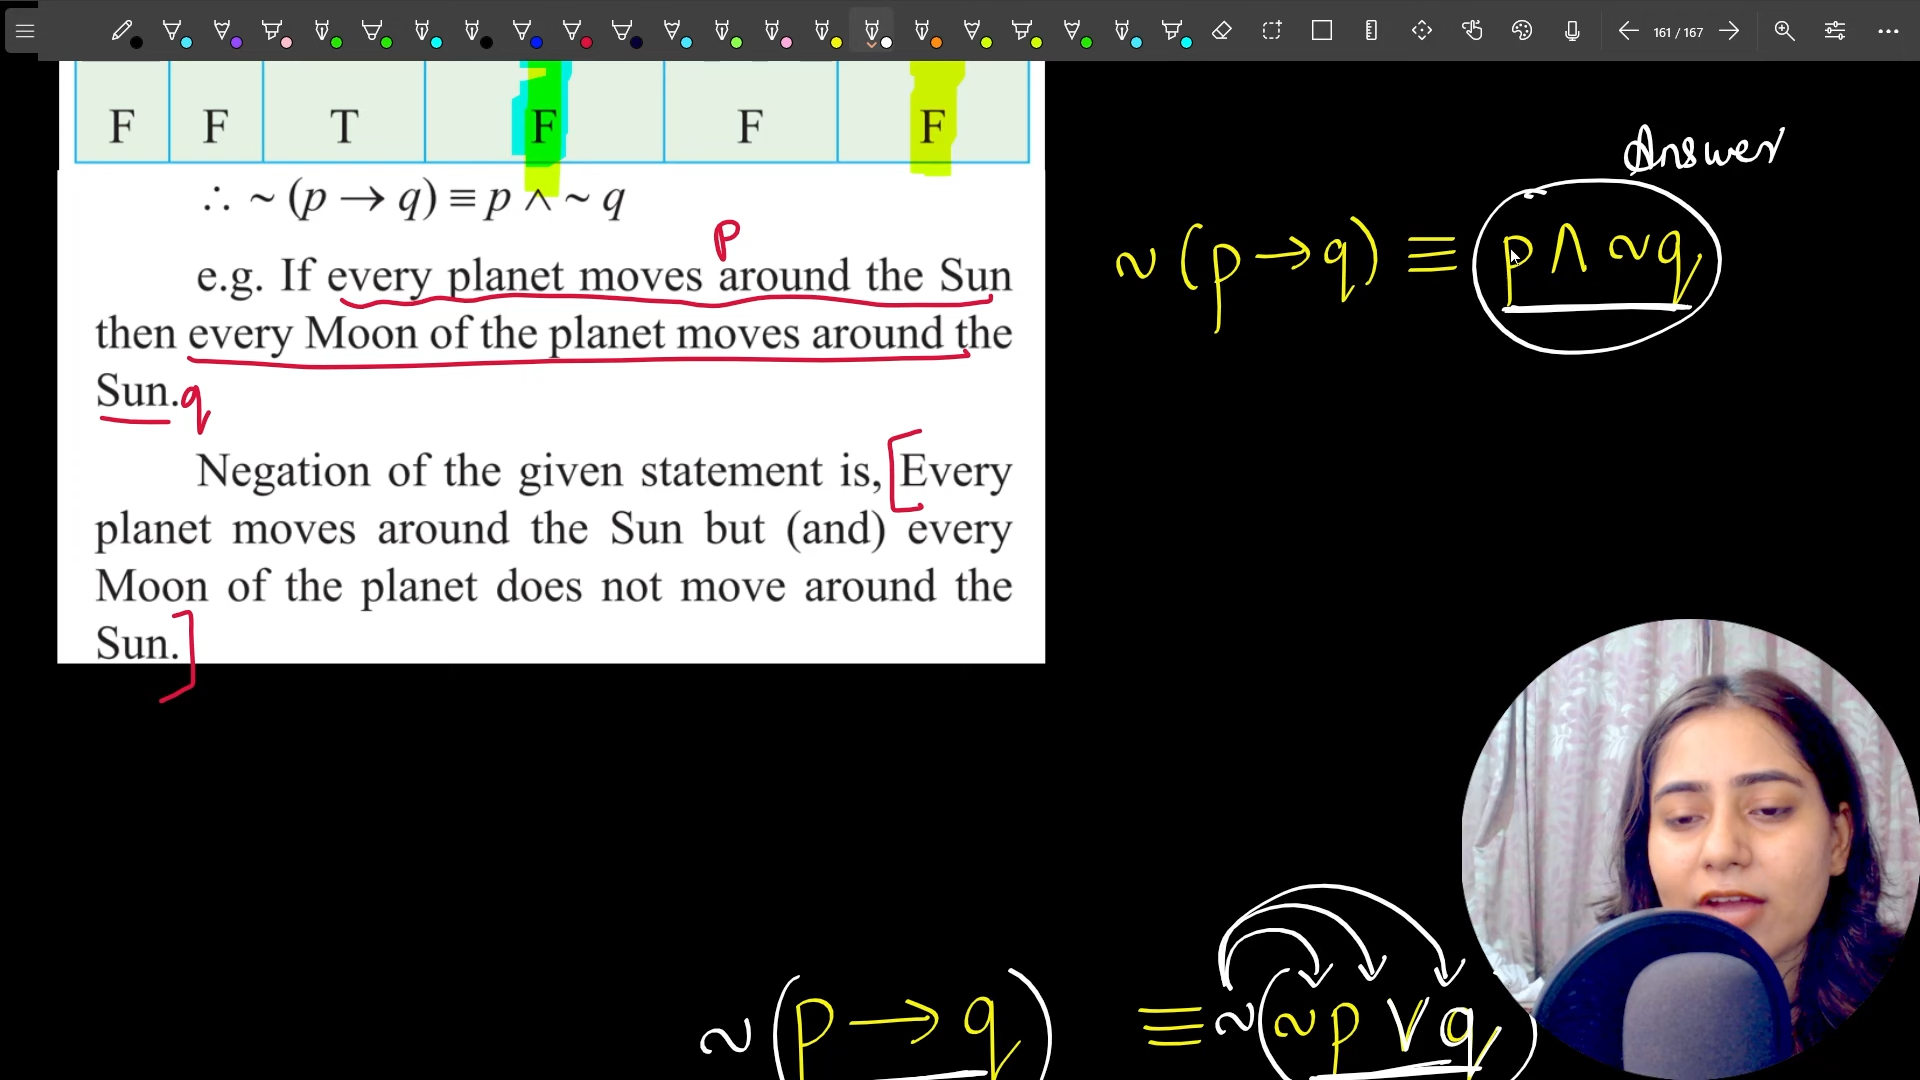 161 / 167
F F T F F F
∴ ~ (p → q) ≡ p ∧ ~ q
p
e.g. If every planet moves around the Sun
then every Moon of the planet moves around the
Sun. q
Negation of the given statement is, [Every
planet moves around the Sun but (and) every
Moon of the planet does not move around the
Sun.]
Answer
~ (p → q) ≡ p ∧ ~q
~ (p → q) ≡ ~ (~p ∨ q)